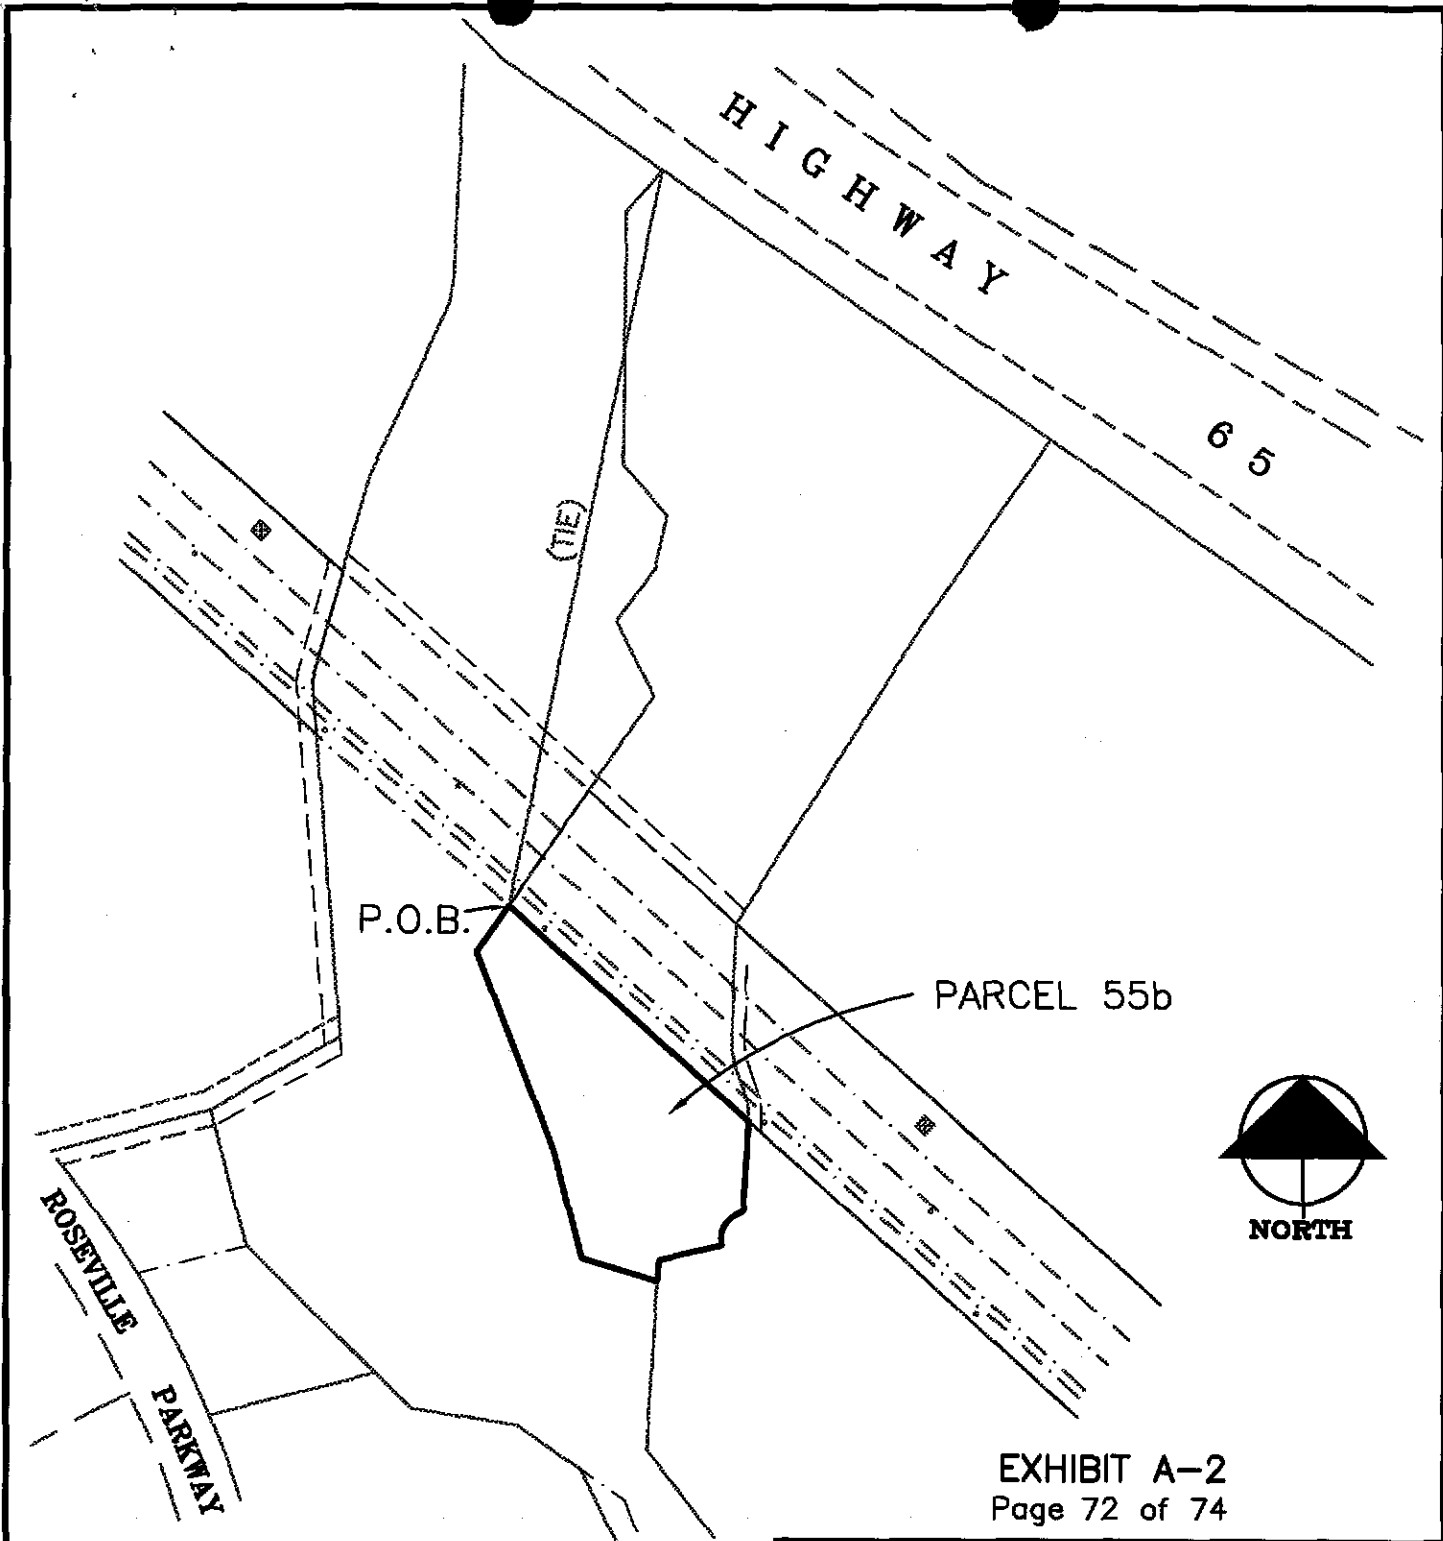 HIGHWAY
65
(TIE)
P.O.B.
PARCEL 55b
NORTH
ROSEVILLE
PARKWAY
EXHIBIT A-2
Page 72 of 74